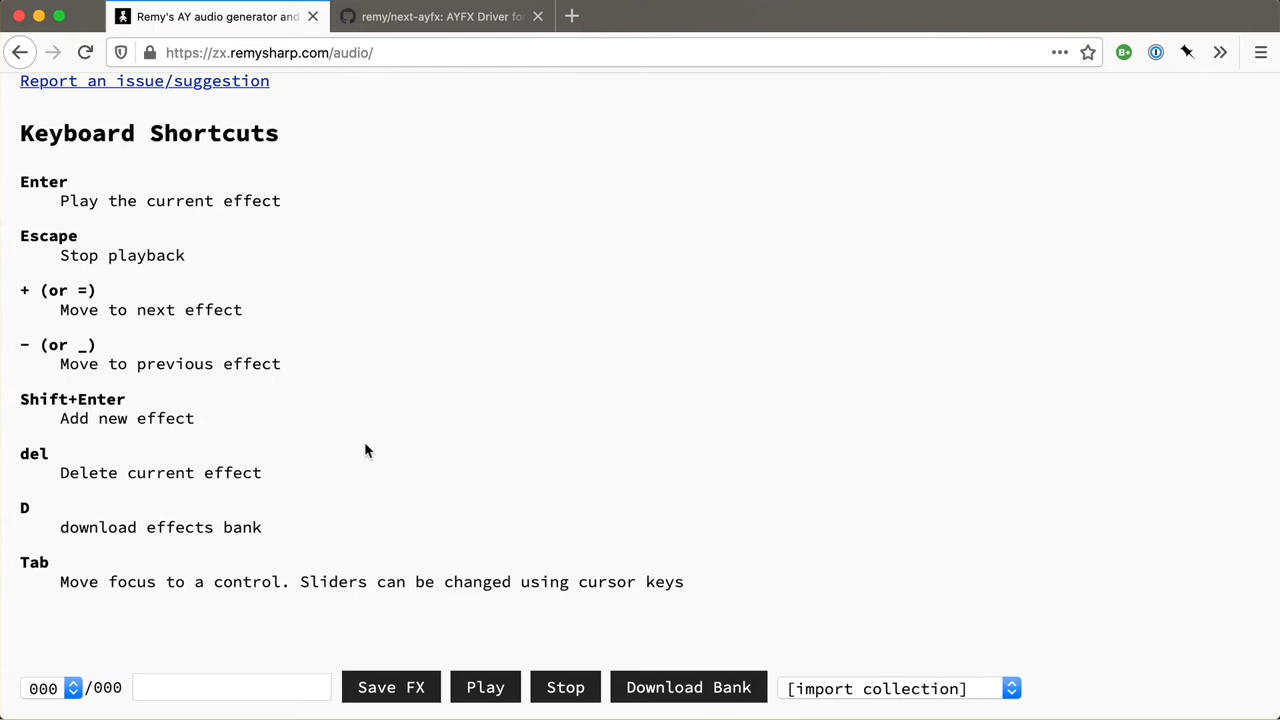 Remy's AY audio generator and
remy/next-ayfx: AYFX Driver for
https://zx.remysharp.com/audio/
Report an issue/suggestion
Keyboard Shortcuts
Enter
Play the current effect
Escape
Stop playback
+ (or =)
Move to next effect
- (or _)
Move to previous effect
Shift+Enter
Add new effect
del
Delete current effect
D
download effects bank
Tab
Move focus to a control. Sliders can be changed using cursor keys
000 /000 Save FX Play Stop Download Bank [import collection]